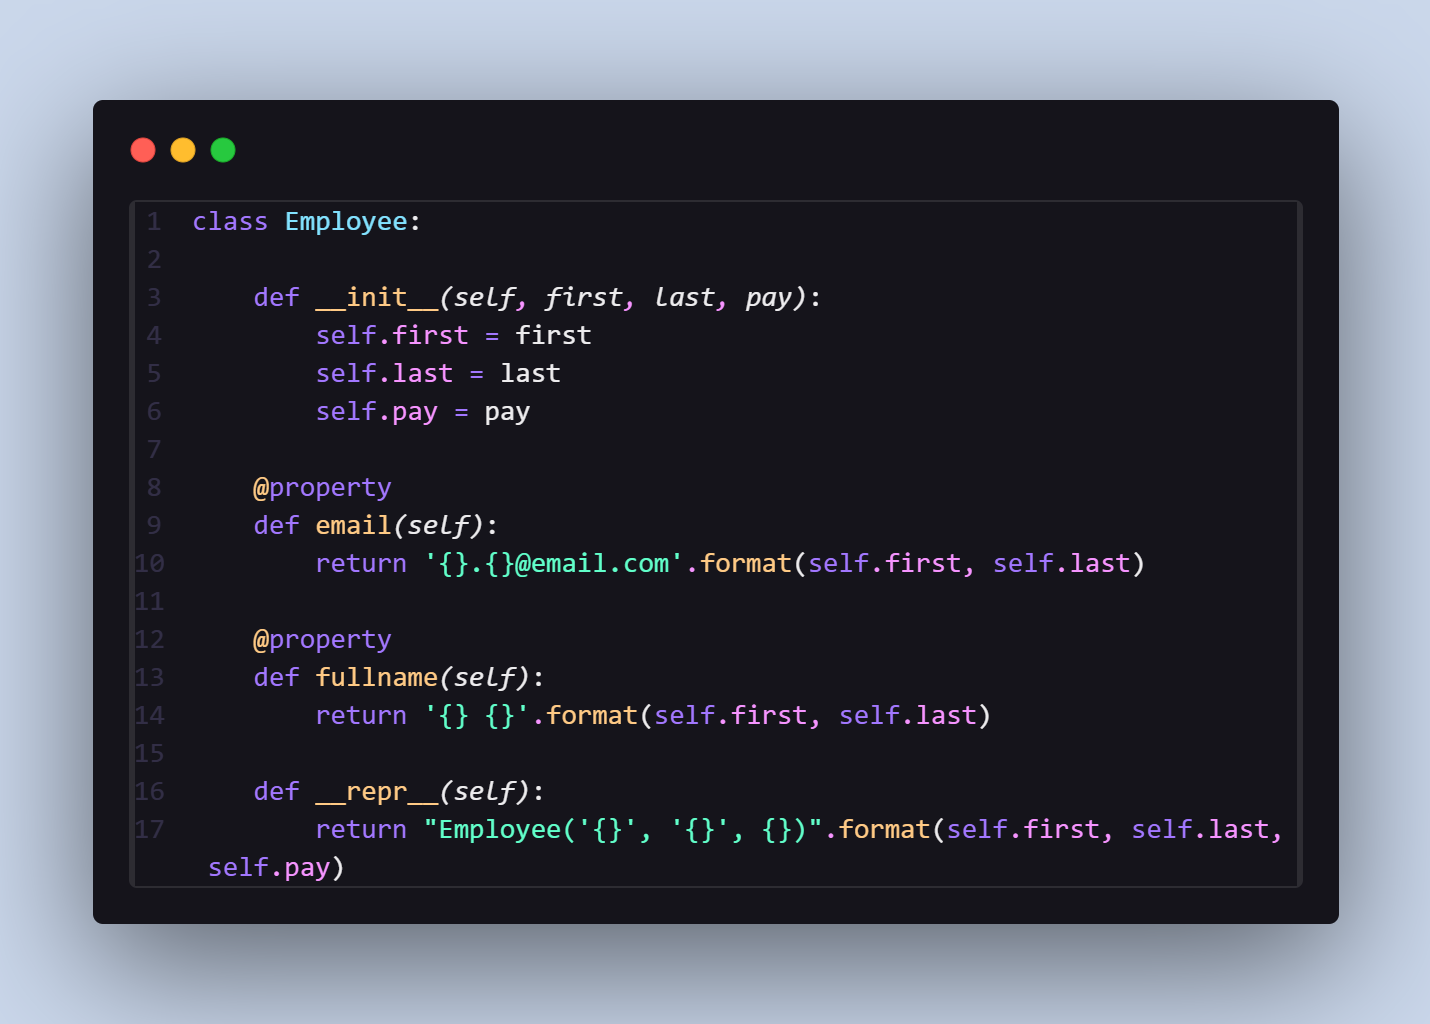 1 class Employee:
2
3     def __init__(self, first, last, pay):
4         self.first = first
5         self.last = last
6         self.pay = pay
7
8     @property
9     def email(self):
10         return '{}.{}@email.com'.format(self.first, self.last)
11
12     @property
13     def fullname(self):
14         return '{} {}'.format(self.first, self.last)
15
16     def __repr__(self):
17         return "Employee('{}', '{}', {})".format(self.first, self.last,
self.pay)